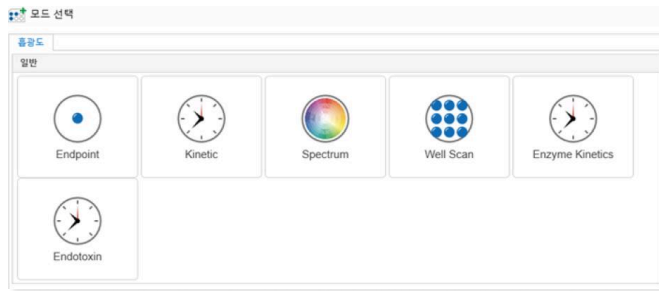 모드 선택
흡광도
일반
Endpoint
Kinetic
Spectrum
Well Scan
Enzyme Kinetics
Endotoxin